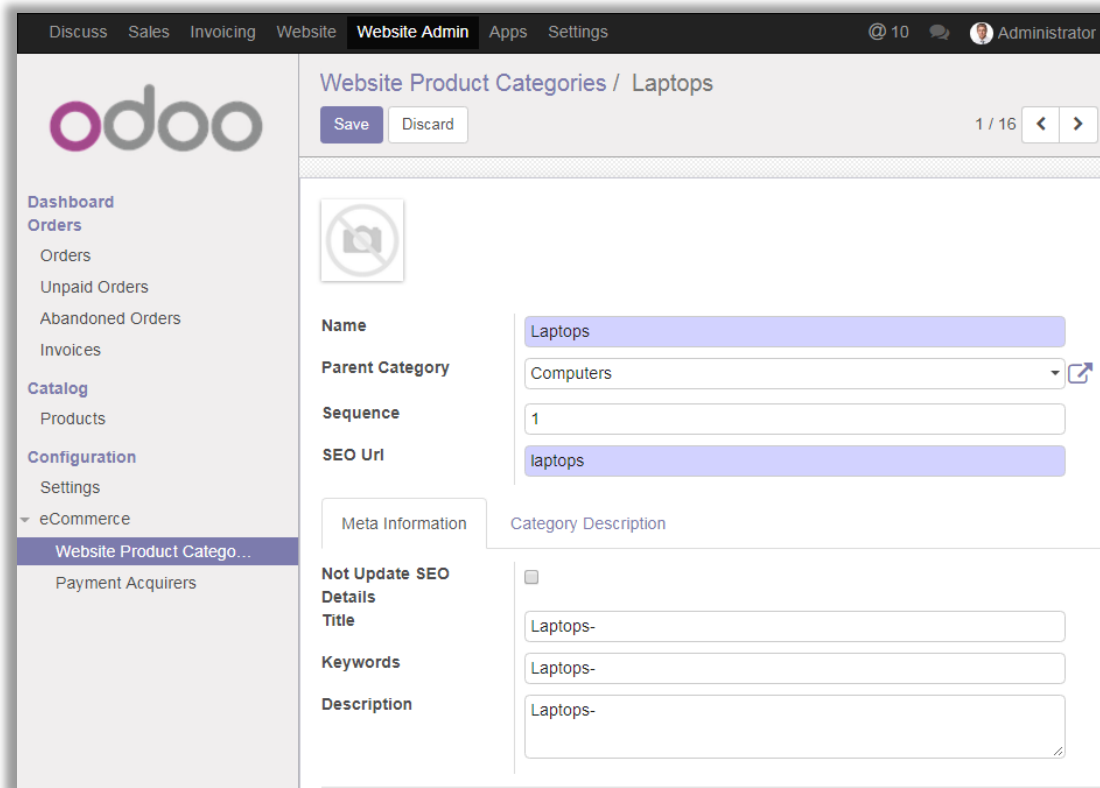 Discuss Sales Invoicing Website Website Admin Apps Settings @ 10 Administrator
odoo
Dashboard
Orders
Orders
Unpaid Orders
Abandoned Orders
Invoices
Catalog
Products
Configuration
Settings
eCommerce
Website Product Catego...
Payment Acquirers
Website Product Categories / Laptops
Save Discard 1 / 16
Name Laptops
Parent Category Computers
Sequence 1
SEO Url laptops
Meta Information Category Description
Not Update SEO
Details
Title Laptops-
Keywords Laptops-
Description Laptops-